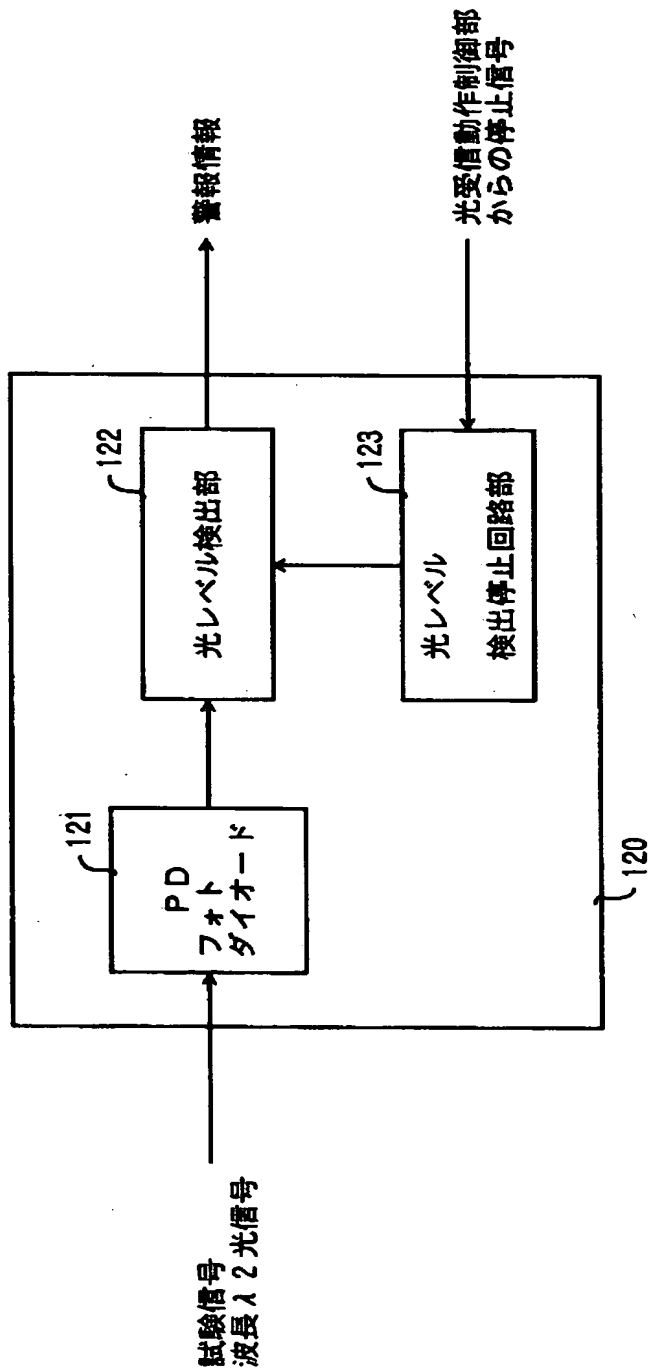 試験信号
波長λ2光信号
PD
フォト
ダイオード
121
光レベル検出部
122
警報情報
光レベル
検出停止回路部
123
光受信動作制御部
からの停止信号
120